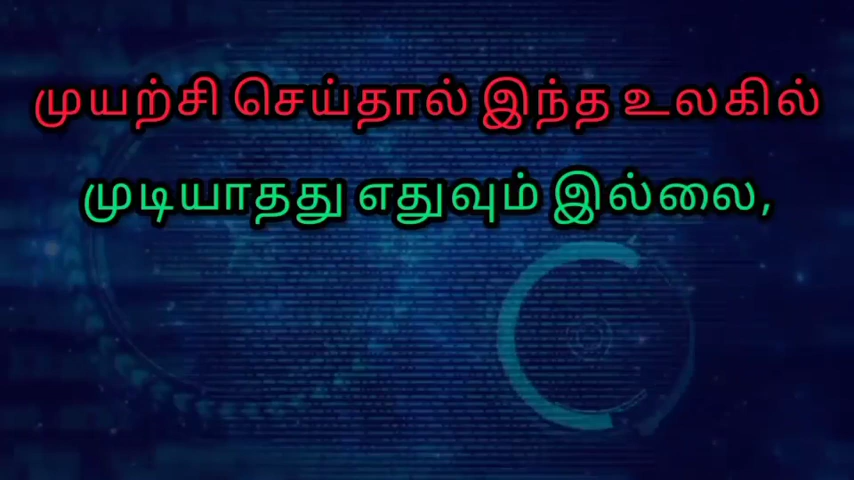 முயற்சி செய்தால் இந்த உலகில்
முடியாதது எதுவும் இல்லை,